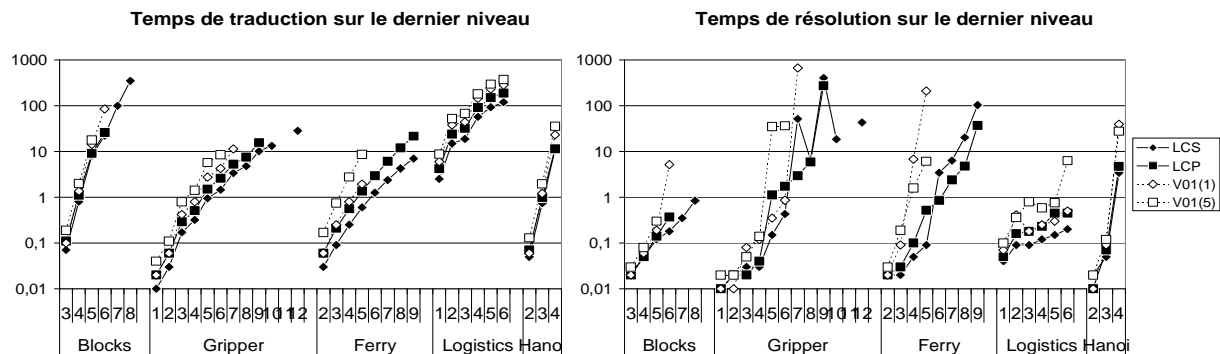 Temps de traduction sur le dernier niveau
1000
100
10
1
0,1
0,01
3 4 5 6 7 8 1 2 3 4 5 6 7 8 9 10 11 12 2 3 4 5 6 7 8 9 1 2 3 4 5 6 2 3 4
Blocks Gripper Ferry Logistics Hanoi
Temps de résolution sur le dernier niveau
1000
100
10
1
0,1
0,01
3 4 5 6 7 8 1 2 3 4 5 6 7 8 9 10 11 12 2 3 4 5 6 7 8 9 1 2 3 4 5 6 2 3 4
Blocks Gripper Ferry Logistics Hanoi
LCS
LCP
V01(1)
V01(5)